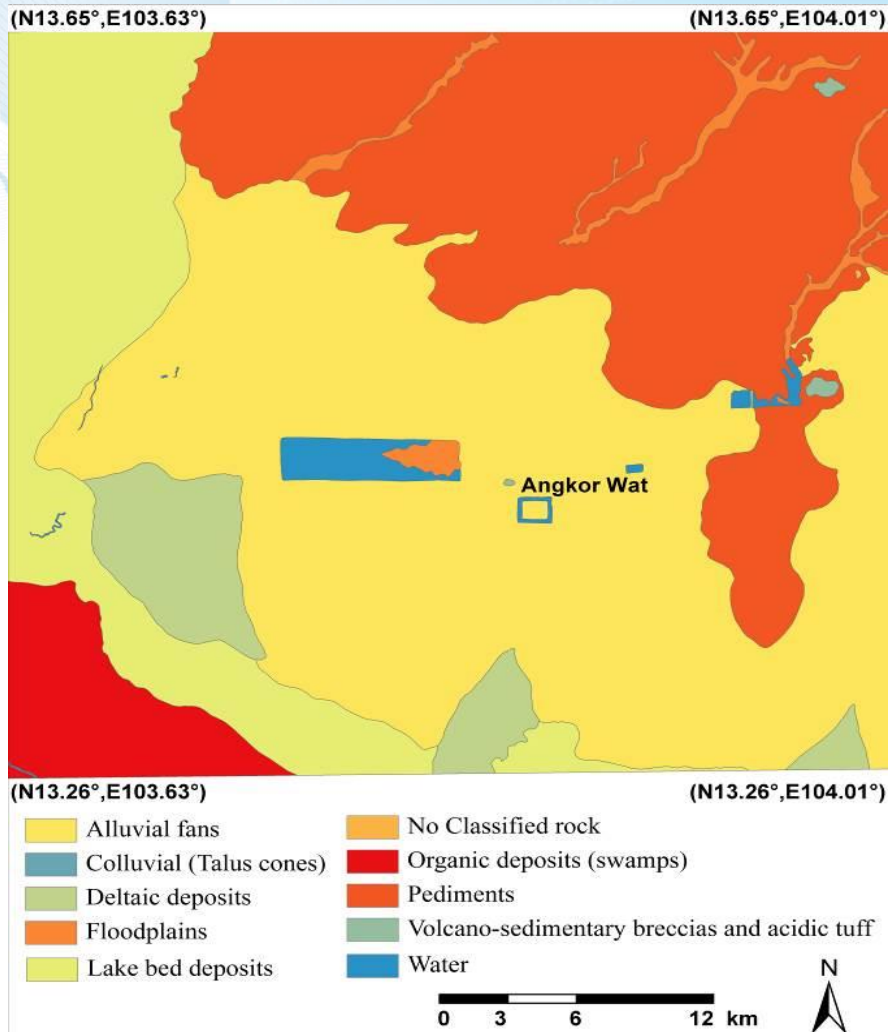 (N13.65°,E103.63°) (N13.65°,E104.01°)
Angkor Wat
(N13.26°,E103.63°) (N13.26°,E104.01°)
Alluvial fans
Colluvial (Talus cones)
Deltaic deposits
Floodplains
Lake bed deposits
No Classified rock
Organic deposits (swamps)
Pediments
Volcano-sedimentary breccias and acidic tuff
Water
N
0 3 6 12 km